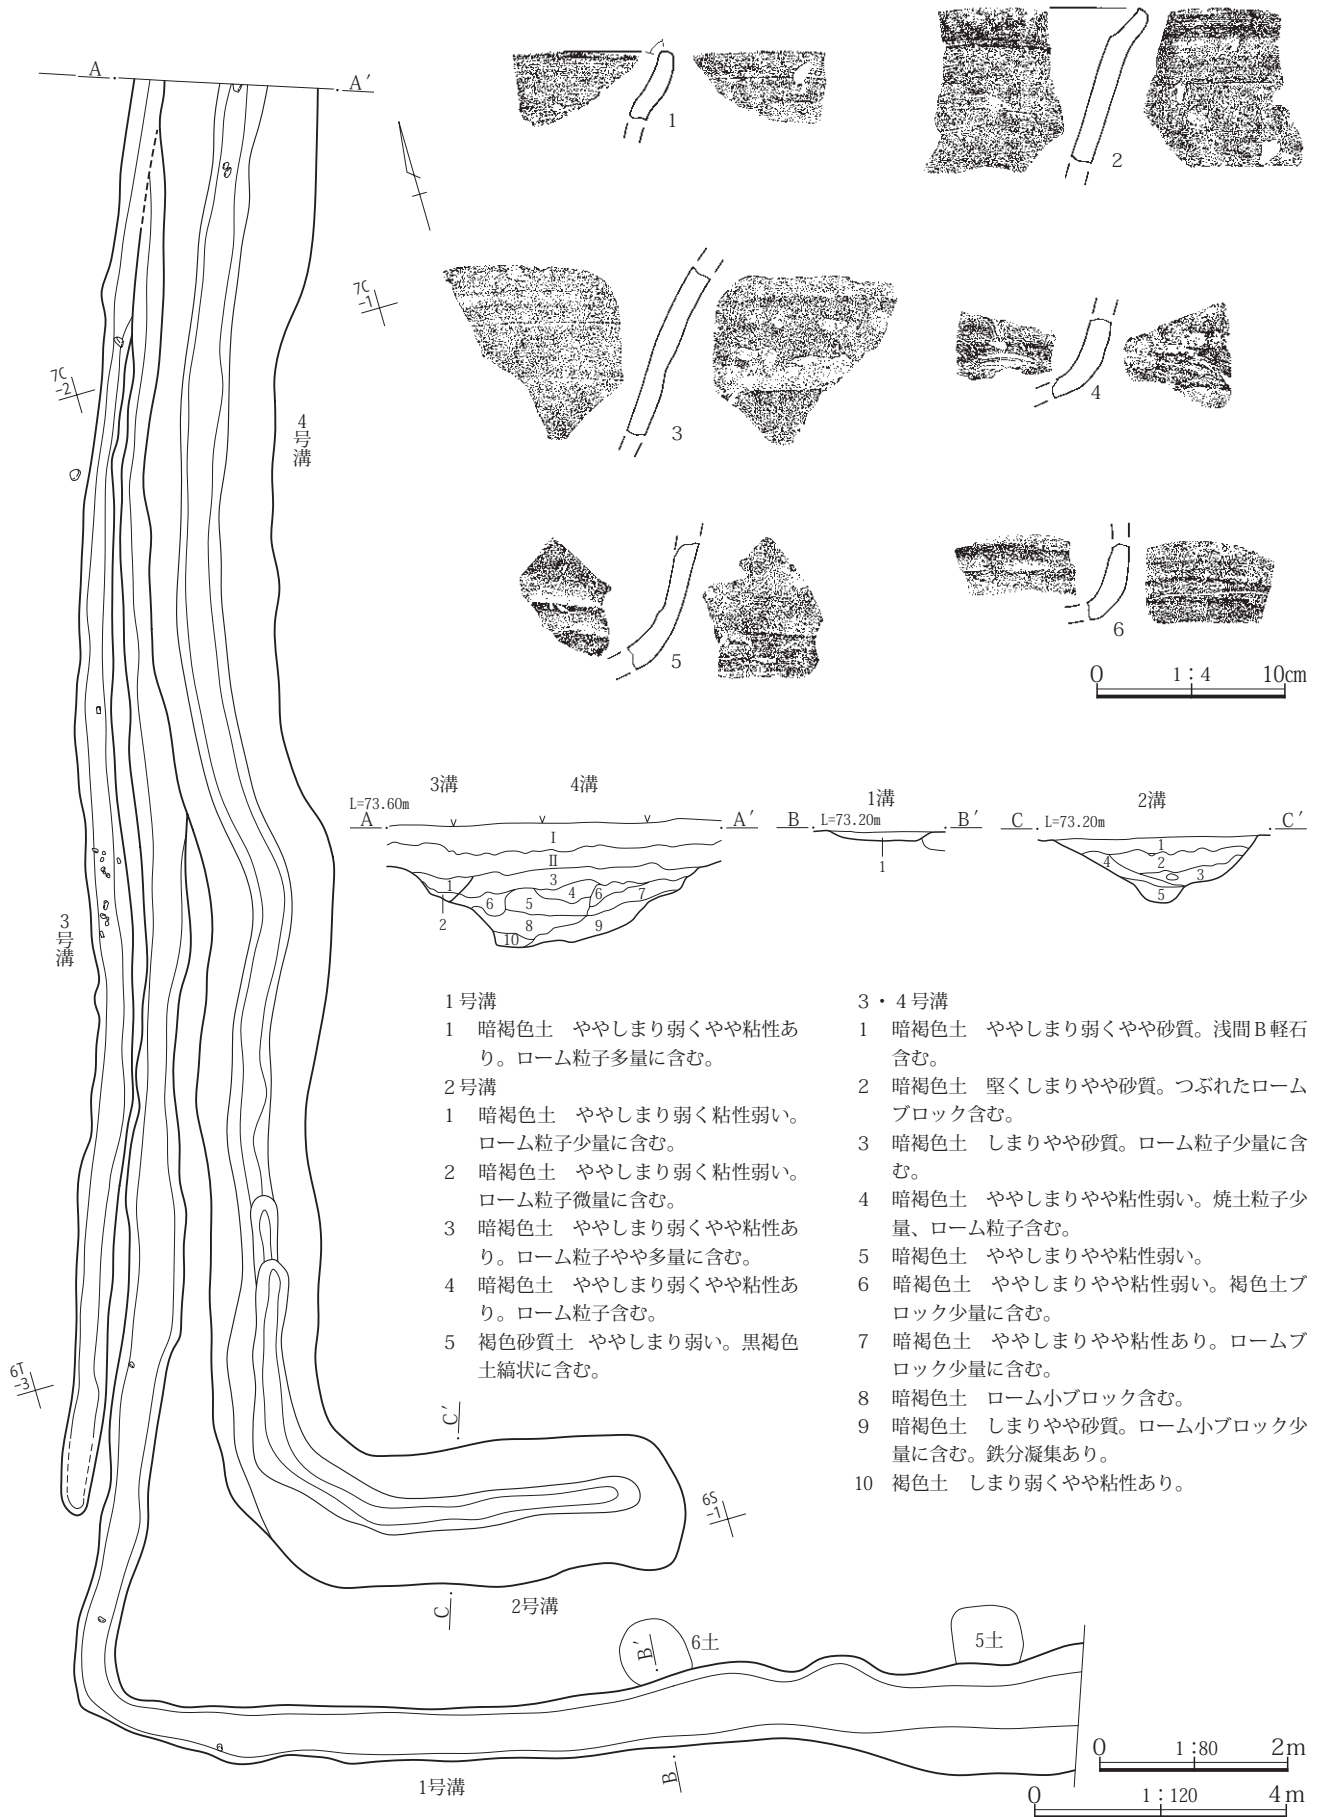 A
A′
1
2
7C
-1
7C
-2
3
4
4号溝
5
6
0 1：4 10cm
3溝 4溝
L=73.60m
A A′
I
II
1
3
4
6
7
6
5
2
8
9
10
1溝
B L=73.20m B′
1
2溝
C L=73.20m C′
1
4
2
3
5
3号溝
1号溝
1 暗褐色土 ややしまり弱くやや粘性あ
り。ローム粒子多量に含む。
2号溝
1 暗褐色土 ややしまり弱く粘性弱い。
ローム粒子少量に含む。
2 暗褐色土 ややしまり弱く粘性弱い。
ローム粒子微量に含む。
3 暗褐色土 ややしまり弱くやや粘性あ
り。ローム粒子やや多量に含む。
4 暗褐色土 ややしまり弱くやや粘性あ
り。ローム粒子含む。
5 褐色砂質土 ややしまり弱い。黒褐色
土縞状に含む。
3・4号溝
1 暗褐色土 ややしまり弱くやや砂質。浅間B軽石
含む。
2 暗褐色土 堅くしまりやや砂質。つぶれたローム
ブロック含む。
3 暗褐色土 しまりやや砂質。ローム粒子少量に含
む。
4 暗褐色土 ややしまりやや粘性弱い。焼土粒子少
量、ローム粒子含む。
5 暗褐色土 ややしまりやや粘性弱い。
6 暗褐色土 ややしまりやや粘性弱い。褐色土ブ
ロック少量に含む。
7 暗褐色土 ややしまりやや粘性あり。ロームブ
ロック少量に含む。
8 暗褐色土 ローム小ブロック含む。
9 暗褐色土 しまりやや砂質。ローム小ブロック少
量に含む。鉄分凝集あり。
10 褐色土 しまり弱くやや粘性あり。
6T
-3
C′
6S
-1
C
2号溝
B′
6土
5土
B
1号溝
0 1：80 2m
0 1：120 4m